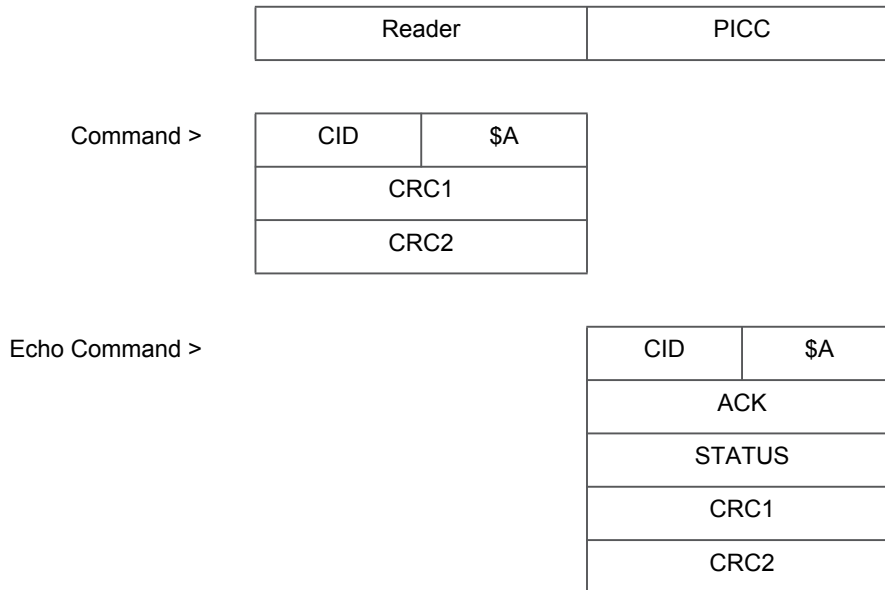 Reader PICC
Command > CID $A
CRC1
CRC2
Echo Command > CID $A
ACK
STATUS
CRC1
CRC2